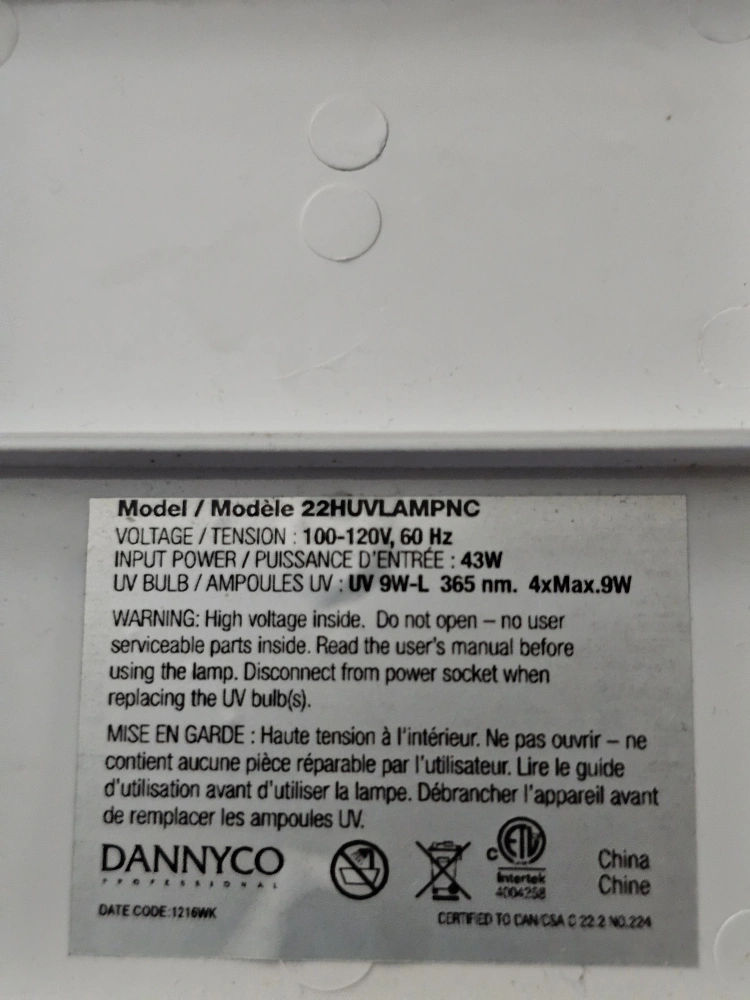 Model / Modèle 22HUVLAMPNC
VOLTAGE / TENSION : 100-120V, 60 Hz
INPUT POWER / PUISSANCE D'ENTRÉE : 43W
UV BULB / AMPOULES UV : UV 9W-L 365 nm. 4xMax.9W
WARNING: High voltage inside. Do not open – no user
serviceable parts inside. Read the user's manual before
using the lamp. Disconnect from power socket when
replacing the UV bulb(s).
MISE EN GARDE : Haute tension à l'intérieur. Ne pas ouvrir – ne
contient aucune pièce réparable par l'utilisateur. Lire le guide
d'utilisation avant d'utiliser la lampe. Débrancher l'appareil avant
de remplacer les ampoules UV.
DANNYCO
PROFESSIONAL
C ETL
Intertek
4004258
China
Chine
DATE CODE:1216WK
CERTIFIED TO CAN/CSA C 22.2 NO.224